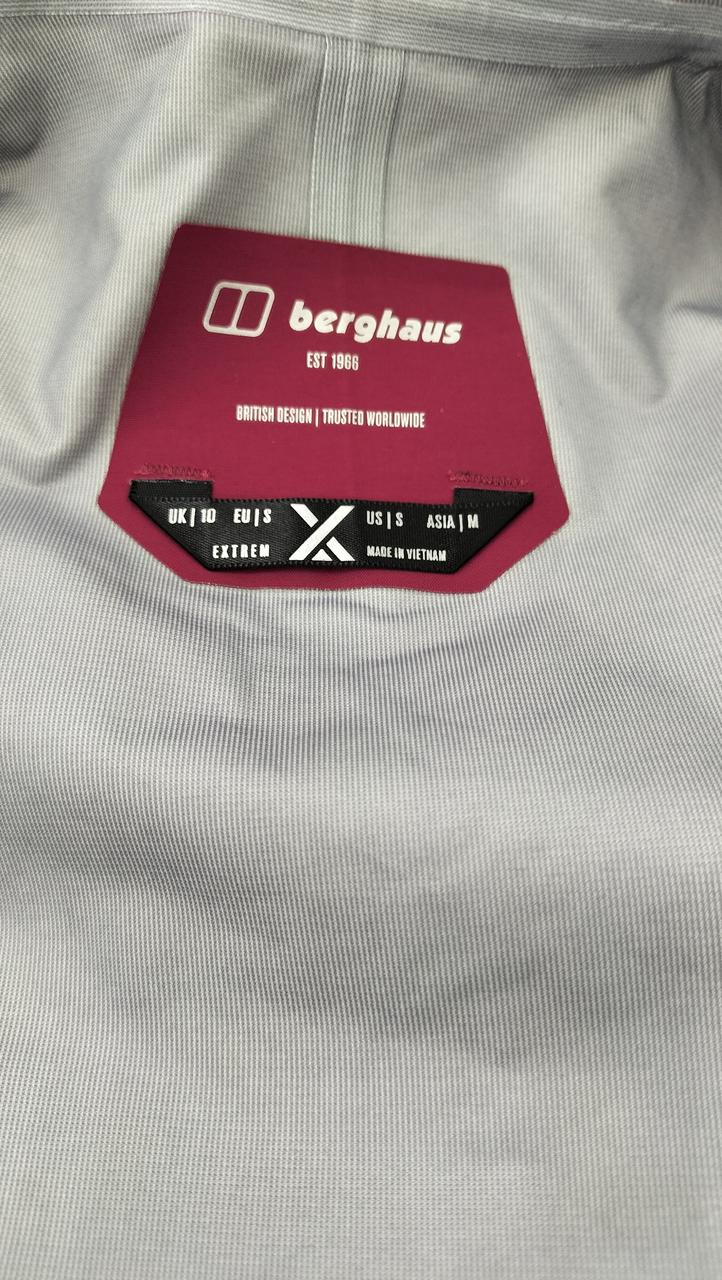 berghaus
EST 1966
BRITISH DESIGN | TRUSTED WORLDWIDE
UK | 10 EU | S US | S ASIA | M
EXTREM MADE IN VIETNAM